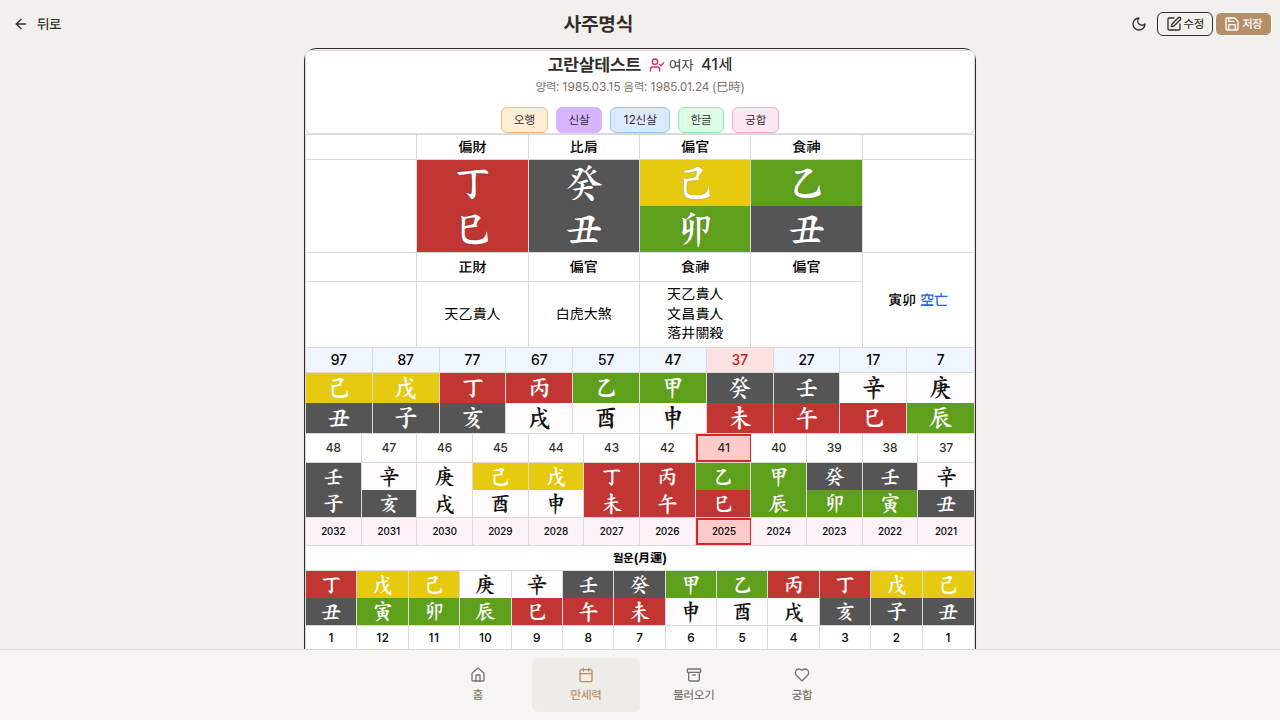 뒤로
사주명식
수정
저장
고란살테스트 여자 41세
양력: 1985.03.15 음력: 1985.01.24 (巳時)
오행 신살 12신살 한글 궁합
偏財 比肩 偏官 食神
丁 癸 己 乙
巳 丑 卯 丑
正財 偏官 食神 偏官
天乙貴人 白虎大煞 天乙貴人
文昌貴人
落井關殺
寅卯 空亡
97 87 77 67 57 47 37 27 17 7
己 戊 丁 丙 乙 甲 癸 壬 辛 庚
丑 子 亥 戌 酉 申 未 午 巳 辰
48 47 46 45 44 43 42 41 40 39 38 37
壬 辛 庚 己 戊 丁 丙 乙 甲 癸 壬 辛
子 亥 戌 酉 申 未 午 巳 辰 卯 寅 丑
2032 2031 2030 2029 2028 2027 2026 2025 2024 2023 2022 2021
월운(月運)
丁 戊 己 庚 辛 壬 癸 甲 乙 丙 丁 戊 己
丑 寅 卯 辰 巳 午 未 申 酉 戌 亥 子 丑
1 12 11 10 9 8 7 6 5 4 3 2 1
홈 만세력 불러오기 궁합